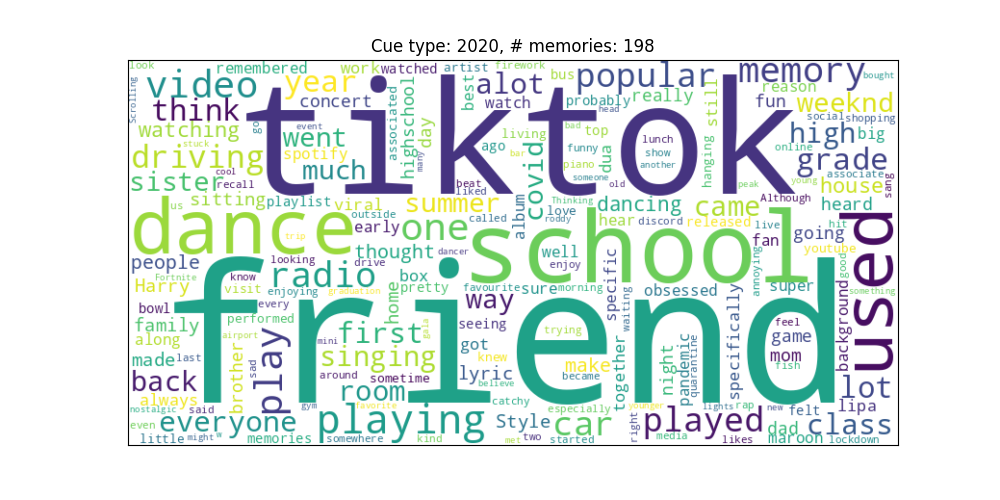 Cue type: 2020, # memories: 198
look remembered work watched artist firework bus popular memory bought
Scrolling video year alot best reason
think concert associated highschool day watch probably really still fun weeknd
go tiktok head social shopping
watching went event many living top bad lunch online high big
stuck spotify ago funny show hanging
driving much bar covid piano dua another grade
cool someone old peak young associate house sang
sister recall beat liked
sitting playlist viral summer album Thinking dancing came Although heard
us outside early called love roddy hear discord released live hit
dance one school fan going
trip thought dancer well youtube
people looking drive enjoy specific annoying good
Fortnite know radio box
Harry visit enjoying graduation home pretty favourite sure morning obsessed super something
bowl every way waiting background used
family performed friend first gala seeing trying specifically feel
along airport mini knew night pandemic quarantine game
made last brother sad play singing got make together mom
back around sometime lyric believe became fish
always room catchy lot
nostalgic said gym favorite especially younger lights rap new felt lipa
even everyone playing Style car right played dad class
little might w memories somewhere kind met two started media likes maroon lockdown